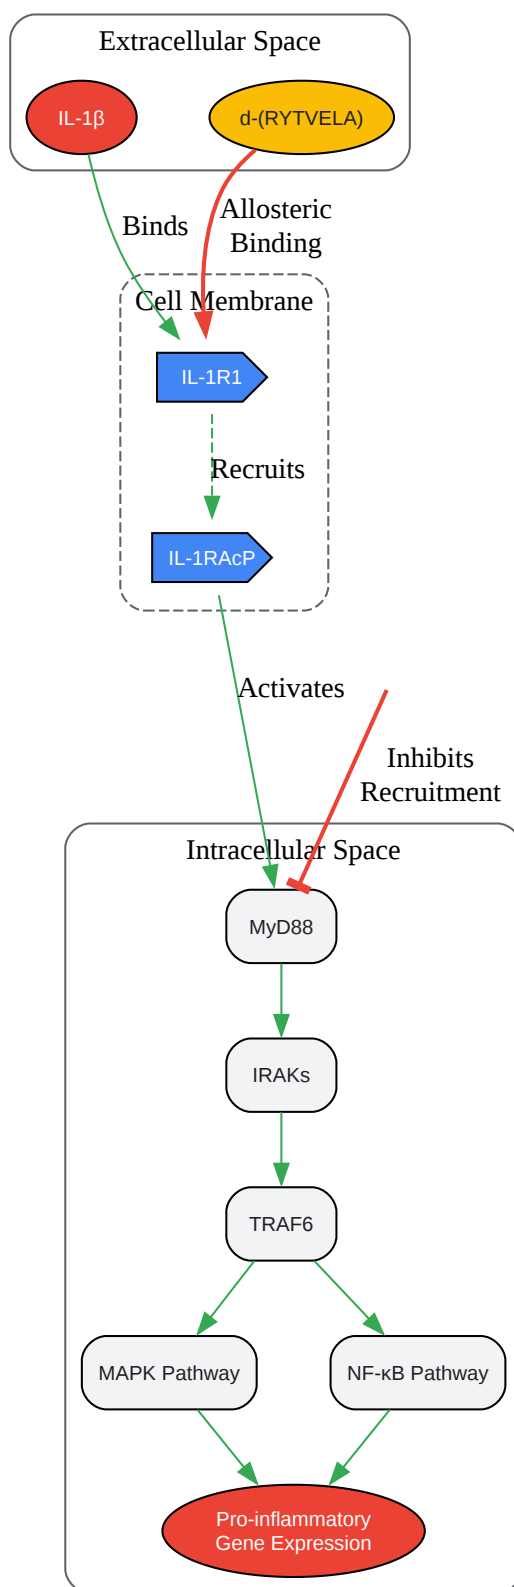 Extracellular Space
IL-1β
d-(RYTVELA)
Binds
Allosteric
Binding
Cell Membrane
IL-1R1
Recruits
IL-1RAcP
Activates
Inhibits
Recruitment
Intracellular Space
MyD88
IRAKs
TRAF6
MAPK Pathway
NF-κB Pathway
Pro-inflammatory
Gene Expression